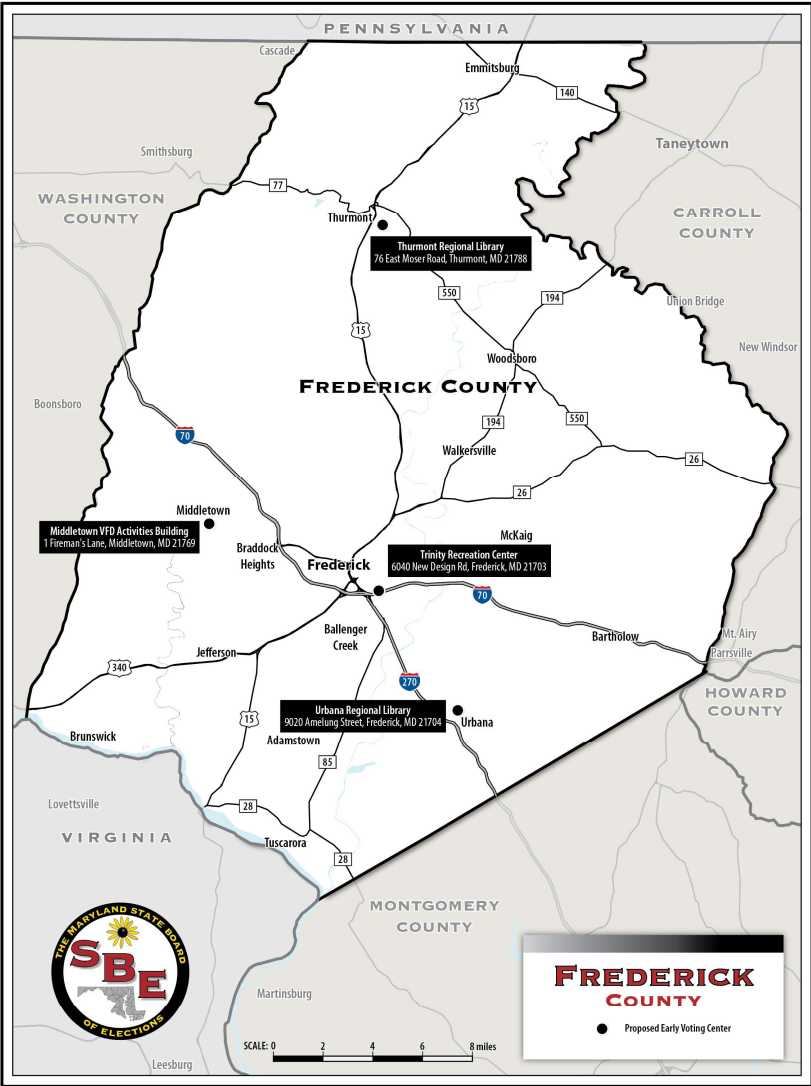 PENNSYLVANIA
Cascade
Emmitsburg
140
15
Smithsburg
Taneytown
77
WASHINGTON
COUNTY
CARROLL
COUNTY
Thurmont
Thurmont Regional Library
76 East Moser Road, Thurmont, MD 21788
550
194
Union Bridge
15
New Windsor
Woodsboro
FREDERICK COUNTY
Boonsboro
194
550
70
Walkersville
26
26
Middletown
Middletown VFD Activities Building
1 Fireman's Lane, Middletown, MD 21769
McKaig
Braddock
Heights
Frederick
Trinity Recreation Center
6040 New Design Rd, Frederick, MD 21703
70
Ballenger
Creek
Bartholow
Mt. Airy
Parrsville
Jefferson
340
270
HOWARD
COUNTY
Urbana Regional Library
9020 Amelung Street, Frederick, MD 21704
Urbana
15
Brunswick
Adamstown
85
28
Lovettsville
VIRGINIA
Tuscarora
28
MONTGOMERY
COUNTY
THE MARYLAND STATE BOARD
SBE
OF ELECTIONS
FREDERICK
COUNTY
Proposed Early Voting Center
Martinsburg
SCALE: 0 2 4 6 8 miles
Leesburg